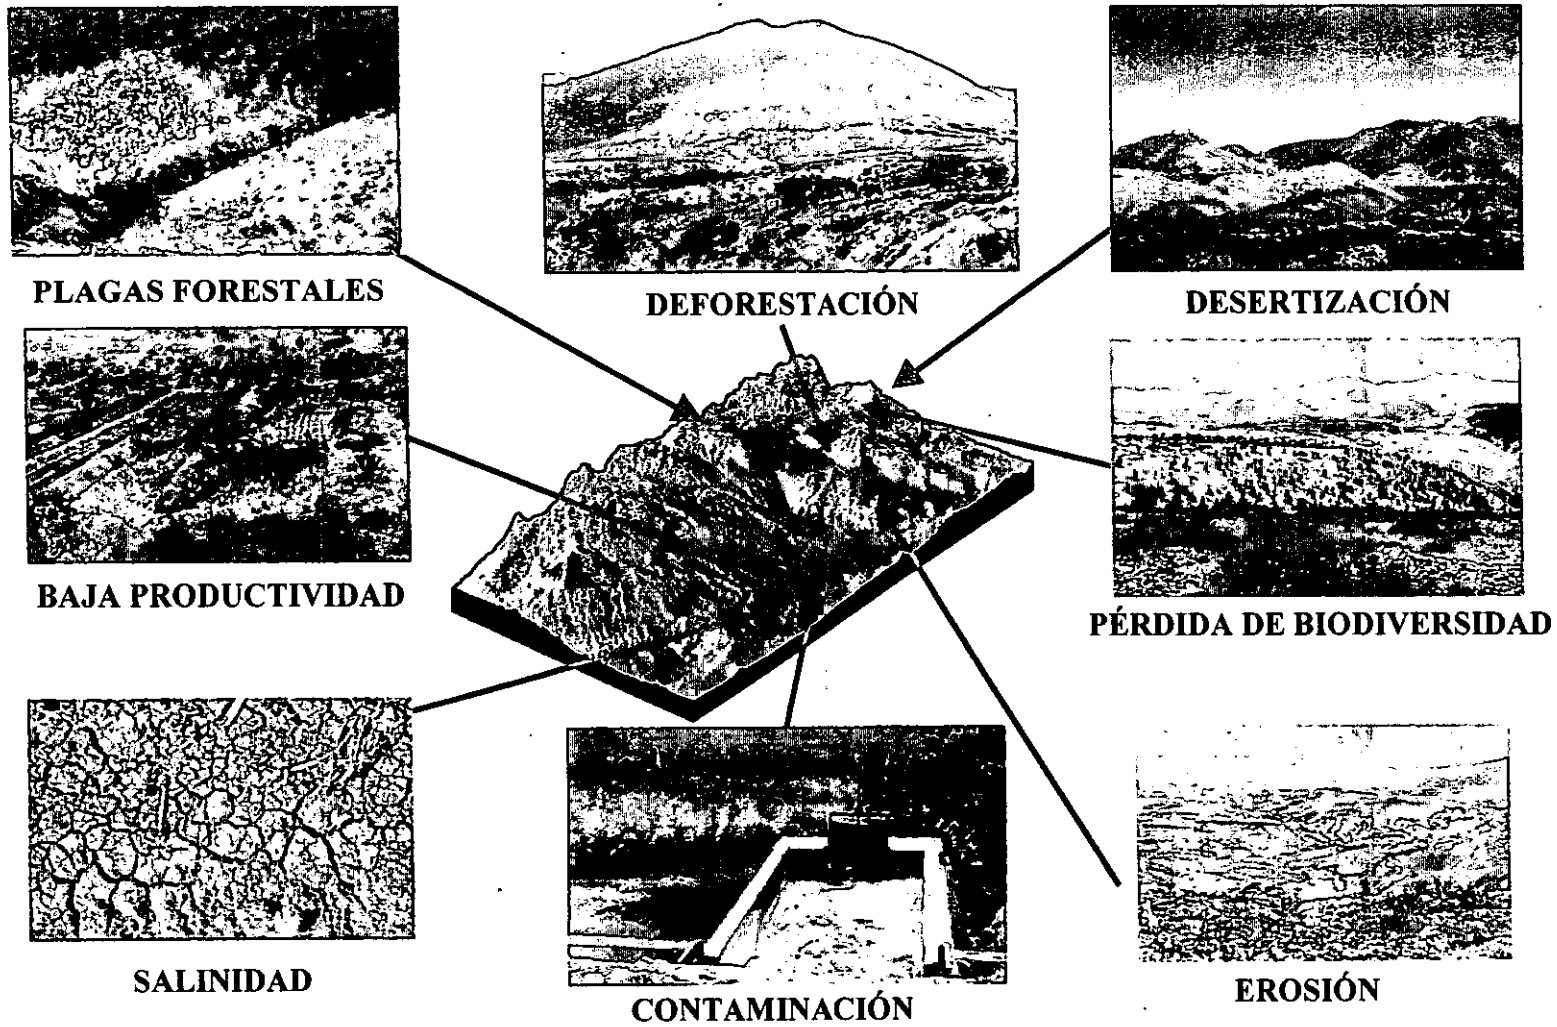 PLAGAS FORESTALES
DEFORESTACIÓN
DESERTIZACIÓN
BAJA PRODUCTIVIDAD
PÉRDIDA DE BIODIVERSIDAD
SALINIDAD
CONTAMINACIÓN
EROSIÓN